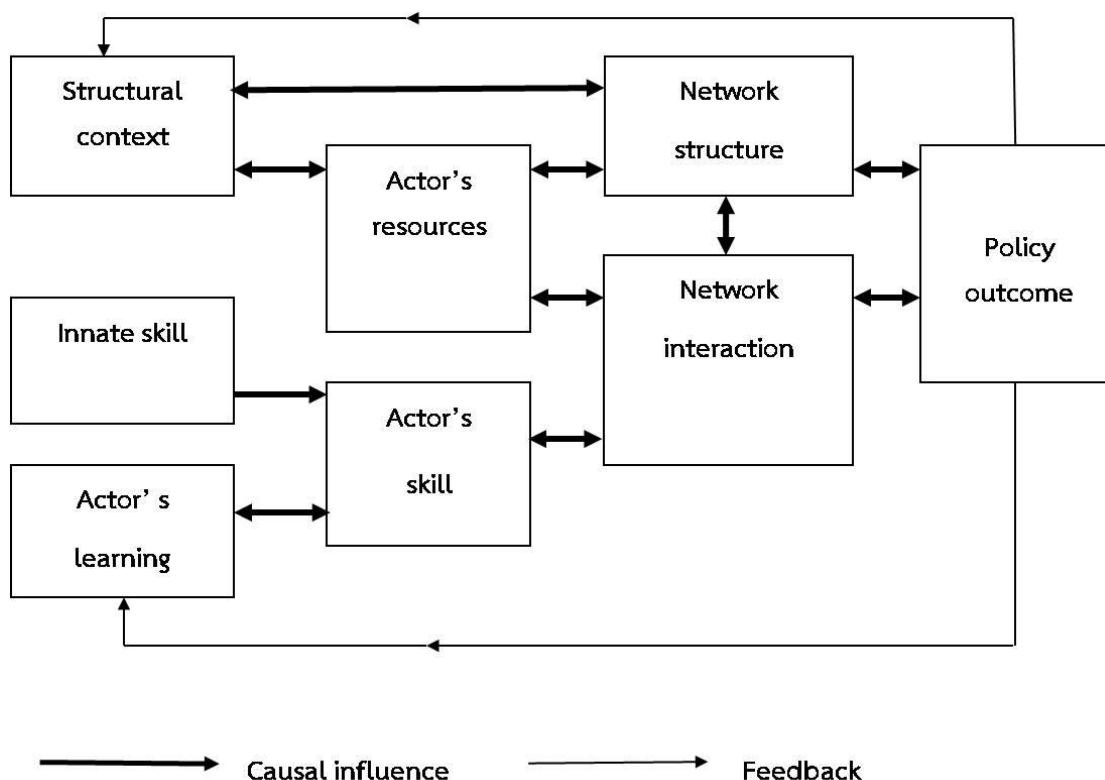 Structural
context
Network
structure
Actor's
resources
Policy
outcome
Network
interaction
Innate skill
Actor's
skill
Actor' s
learning
Causal influence
Feedback